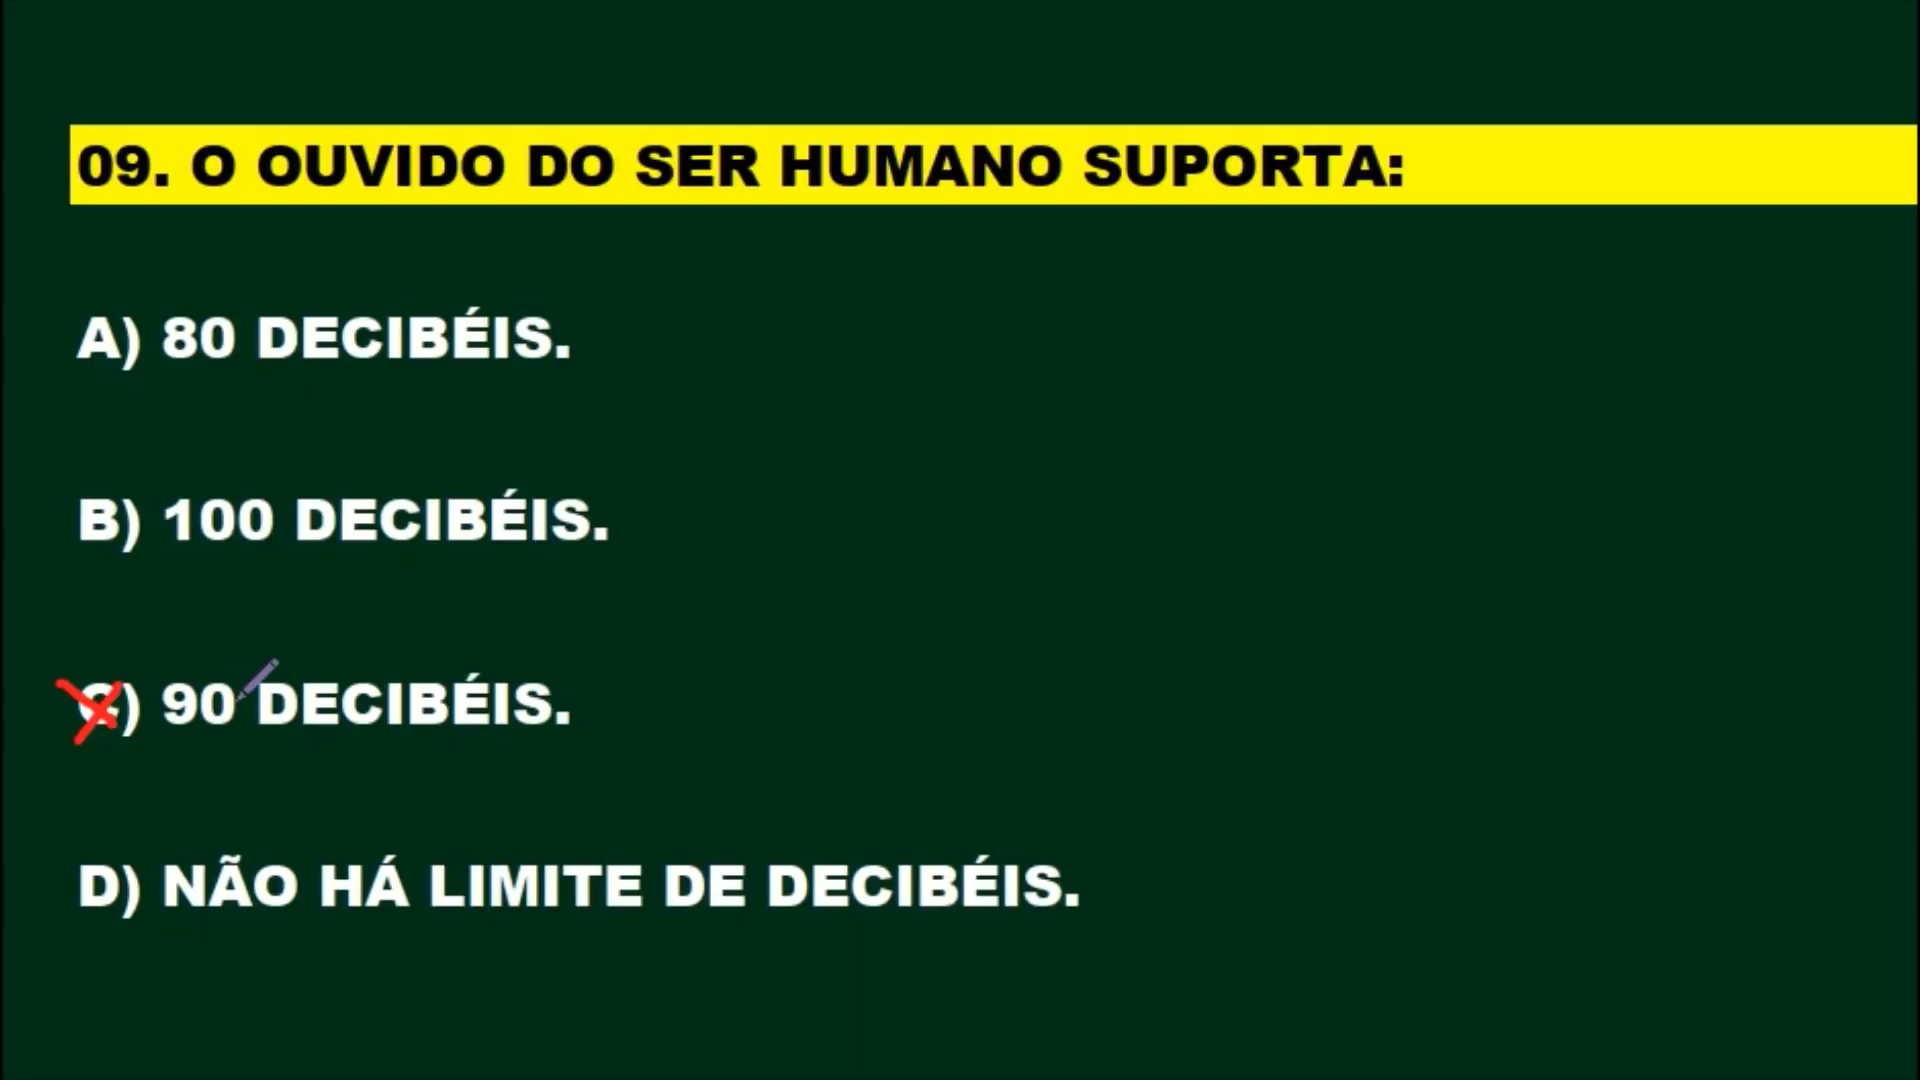 09. O OUVIDO DO SER HUMANO SUPORTA:
A) 80 DECIBÉIS.
B) 100 DECIBÉIS.
C) 90 DECIBÉIS.
D) NÃO HÁ LIMITE DE DECIBÉIS.